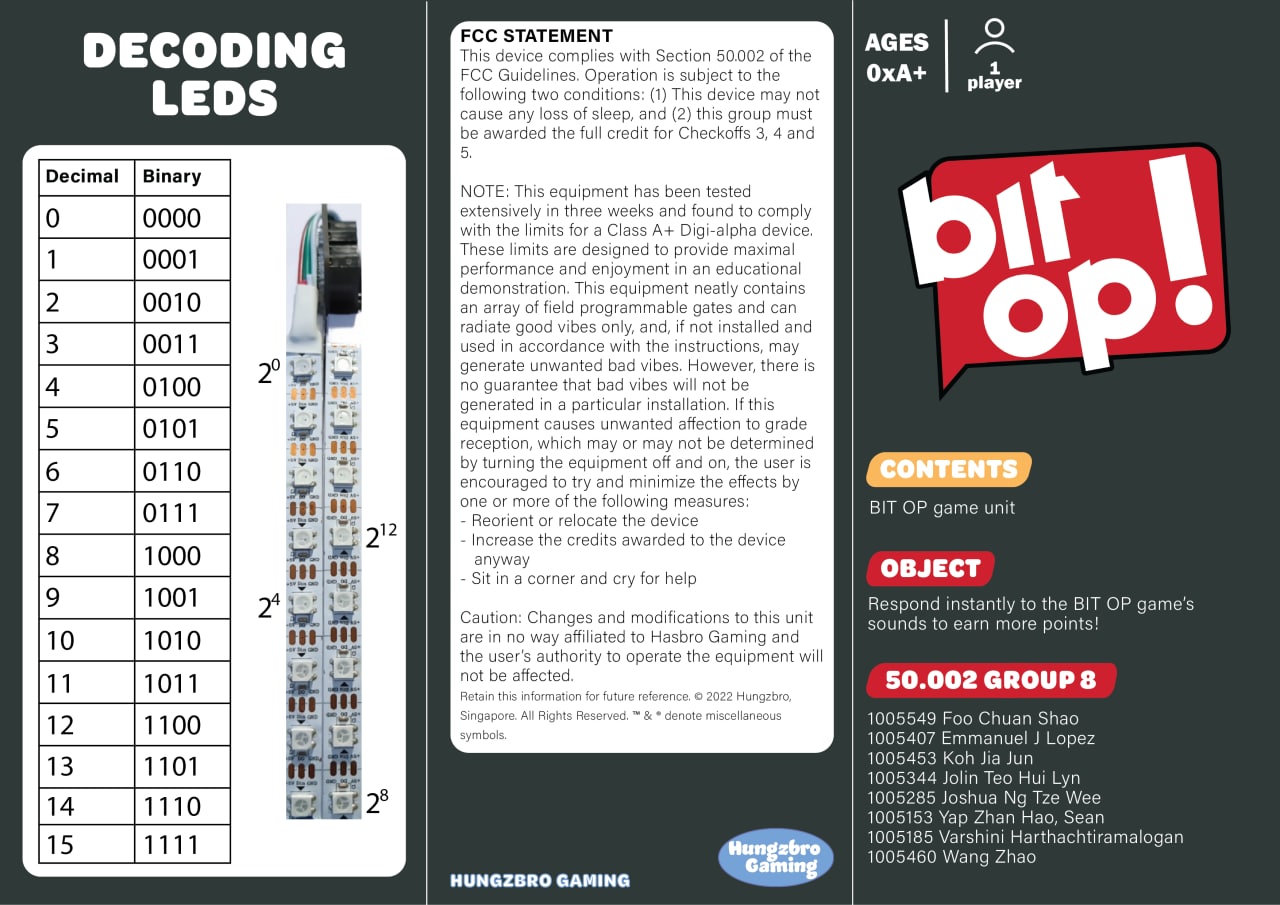 DECODING
LEDS
Decimal Binary
0 0000
1 0001
2 0010
3 0011
4 0100
5 0101
6 0110
7 0111
8 1000
9 1001
10 1010
11 1011
12 1100
13 1101
14 1110
15 1111
2⁰
2¹²
2⁴
2⁸
FCC STATEMENT
This device complies with Section 50.002 of the
FCC Guidelines. Operation is subject to the
following two conditions: (1) This device may not
cause any loss of sleep, and (2) this group must
be awarded the full credit for Checkoffs 3, 4 and
5.
NOTE: This equipment has been tested
extensively in three weeks and found to comply
with the limits for a Class A+ Digi-alpha device.
These limits are designed to provide maximal
performance and enjoyment in an educational
demonstration. This equipment neatly contains
an array of field programmable gates and can
radiate good vibes only, and, if not installed and
used in accordance with the instructions, may
generate unwanted bad vibes. However, there is
no guarantee that bad vibes will not be
generated in a particular installation. If this
equipment causes unwanted affection to grade
reception, which may or may not be determined
by turning the equipment off and on, the user is
encouraged to try and minimize the effects by
one or more of the following measures:
- Reorient or relocate the device
- Increase the credits awarded to the device
anyway
- Sit in a corner and cry for help
Caution: Changes and modifications to this unit
are in no way affiliated to Hasbro Gaming and
the user's authority to operate the equipment will
not be affected.
Retain this information for future reference. © 2022 Hungzbro,
Singapore. All Rights Reserved. ™ & ® denote miscellaneous
symbols.
HUNGZBRO GAMING
Hungzbro
Gaming
AGES
0xA+
1
player
bit
op!
CONTENTS
BIT OP game unit
OBJECT
Respond instantly to the BIT OP game's
sounds to earn more points!
50.002 GROUP 8
1005549 Foo Chuan Shao
1005407 Emmanuel J Lopez
1005453 Koh Jia Jun
1005344 Jolin Teo Hui Lyn
1005285 Joshua Ng Tze Wee
1005153 Yap Zhan Hao, Sean
1005185 Varshini Harthachtiramalogan
1005460 Wang Zhao